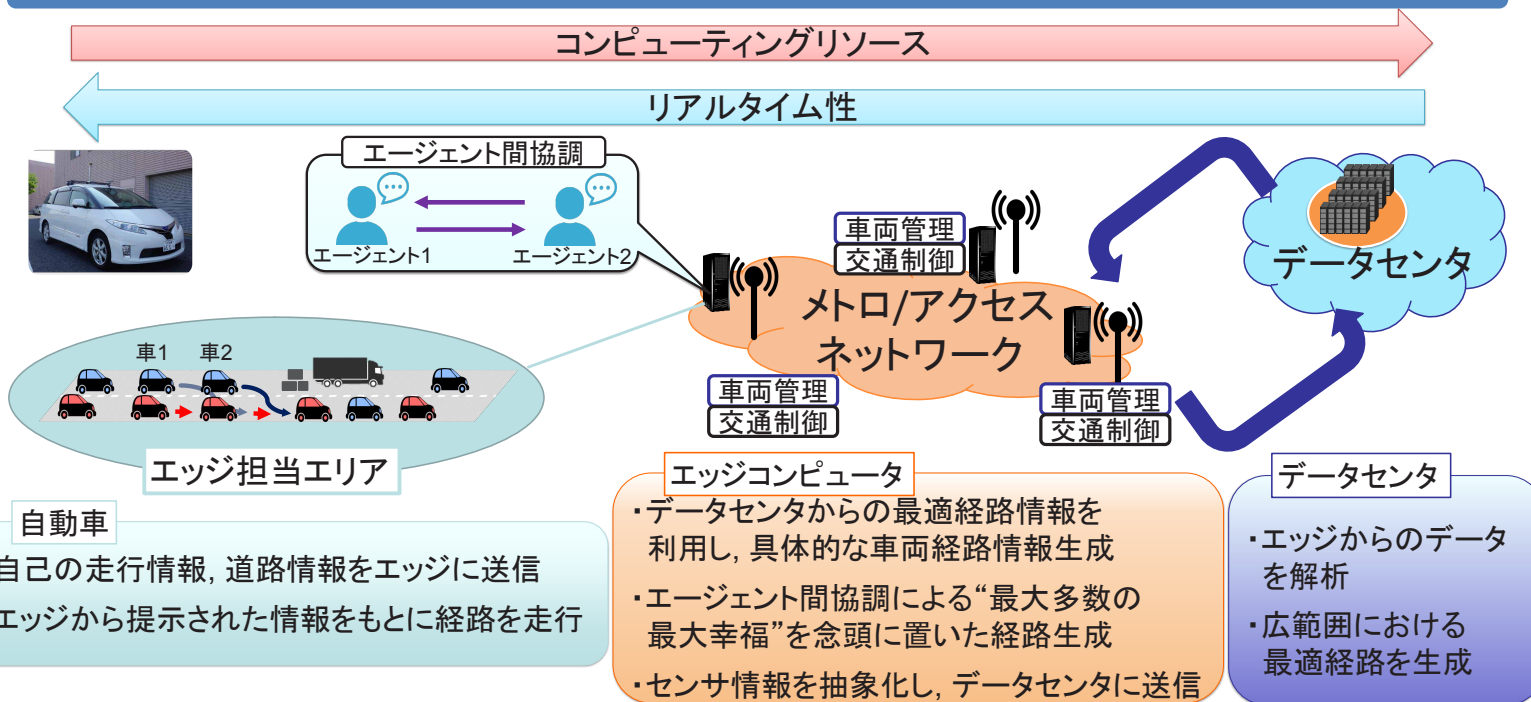 コンピューティングリソース
リアルタイム性
エージェント間協調
エージェント1
エージェント2
車両管理
交通制御
データセンタ
メトロ/アクセス
ネットワーク
車1
車2
車両管理
交通制御
車両管理
交通制御
エッジ担当エリア
自動車
自己の走行情報, 道路情報をエッジに送信
エッジから提示された情報をもとに経路を走行
エッジコンピュータ
・データセンタからの最適経路情報を
利用し, 具体的な車両経路情報生成
・エージェント間協調による“最大多数の
最大幸福”を念頭に置いた経路生成
・センサ情報を抽象化し, データセンタに送信
データセンタ
・エッジからのデータ
を解析
・広範囲における
最適経路を生成